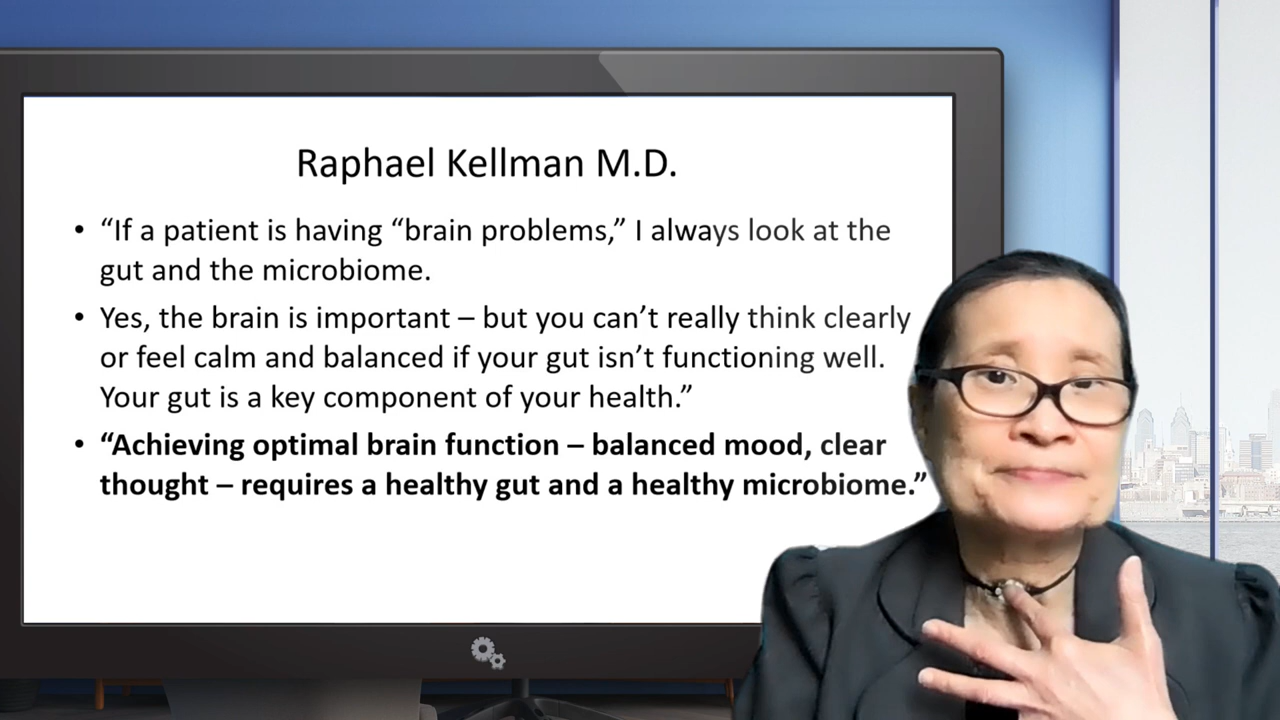 Raphael Kellman M.D.
• “If a patient is having “brain problems,” I always look at the
gut and the microbiome.
• Yes, the brain is important – but you can’t really think clearly
or feel calm and balanced if your gut isn’t functioning well.
Your gut is a key component of your health.”
• “Achieving optimal brain function – balanced mood, clear
thought – requires a healthy gut and a healthy microbiome.”